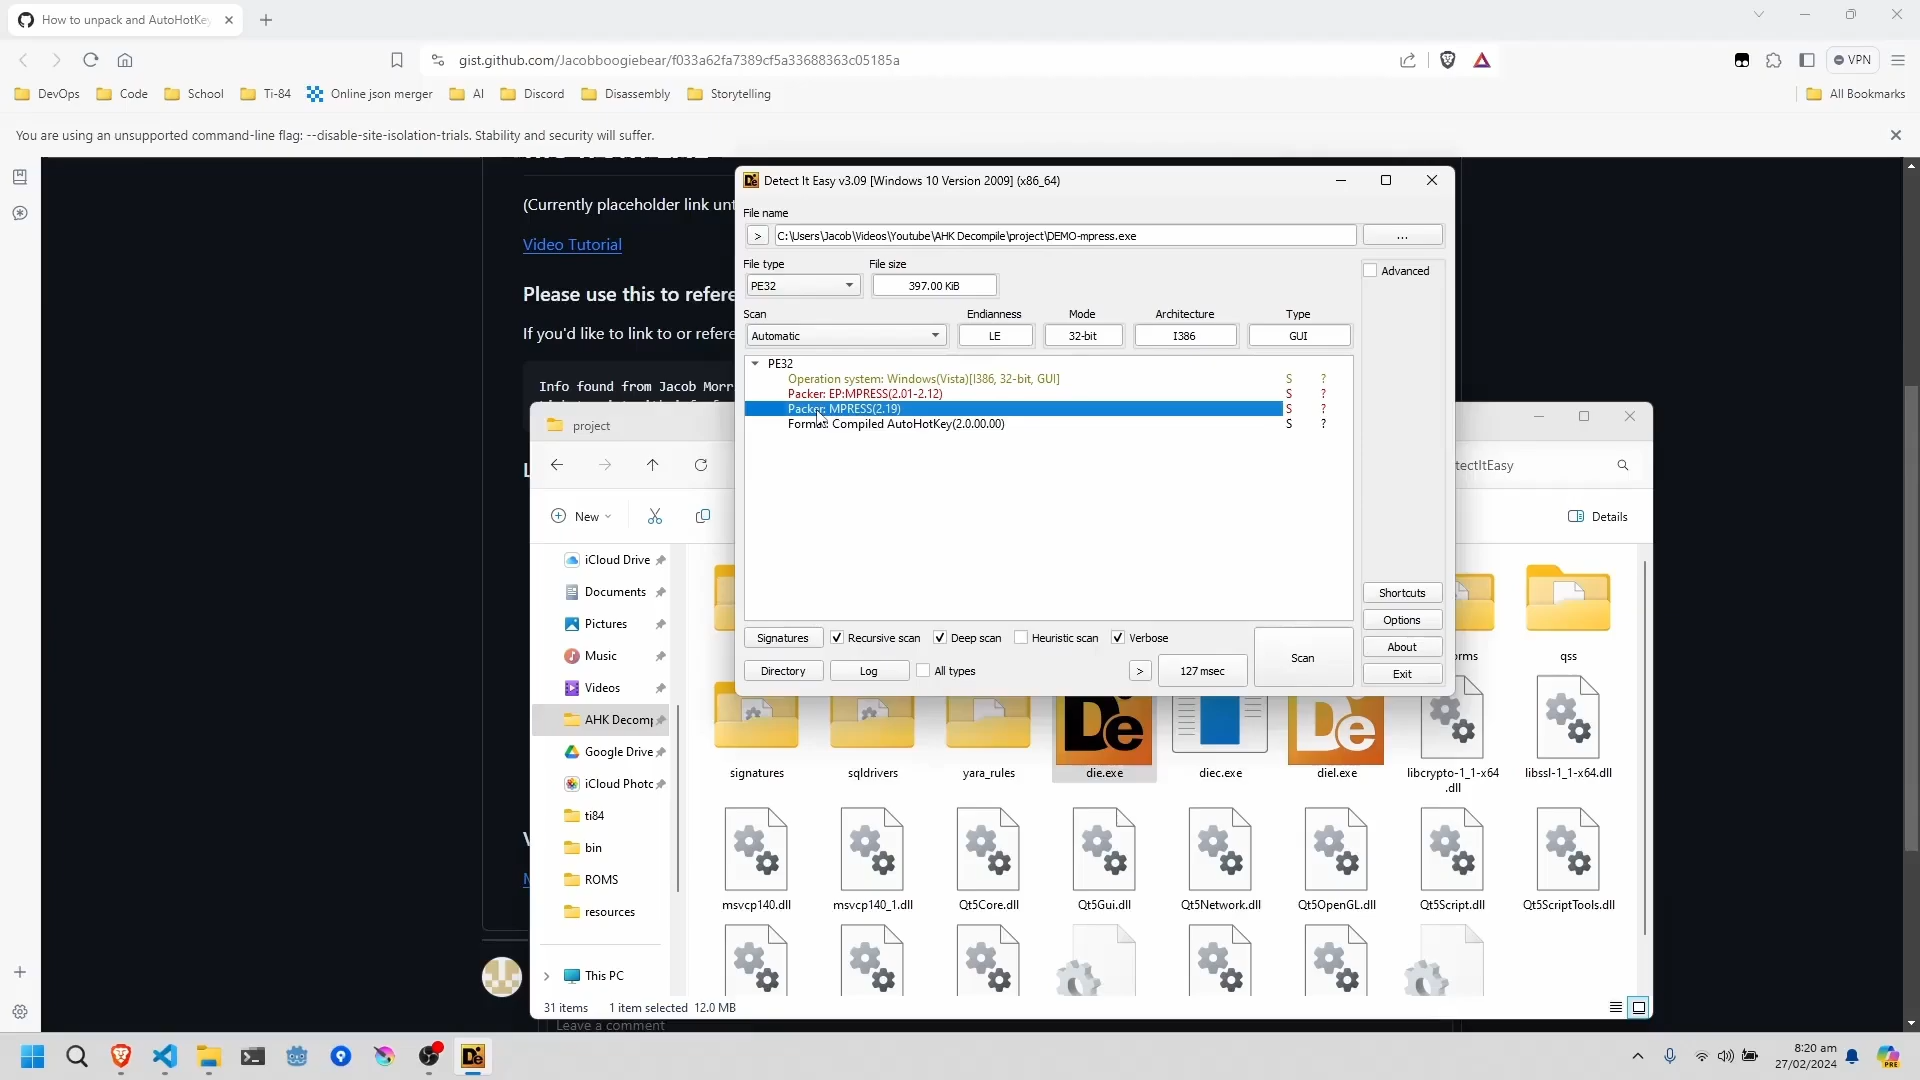 How to unpack and AutoHotKey
gist.github.com/Jacobboogiebear/f033a62fa7389cf5a33688363c05185a
VPN
DevOps
Code
School
Ti-84
Online json merger
AI
Discord
Disassembly
Storytelling
All Bookmarks
You are using an unsupported command-line flag: --disable-site-isolation-trials. Stability and security will suffer.
(Currently placeholder link unt
Video Tutorial
Please use this to refere
If you'd like to link to or refere
Info found from Jacob Morr
Detect It Easy v3.09 [Windows 10 Version 2009] (x86_64)
File name
> C:\Users\Jacob\Videos\Youtube\AHK Decompile\project\DEMO-mpress.exe ...
File type File size
PE32 397.00 KiB
Advanced
Scan Endianness Mode Architecture Type
Automatic LE 32-bit I386 GUI
PE32
Operation system: Windows(Vista)[I386, 32-bit, GUI] S ?
Packer: EP:MPRESS(2.01-2.12) S ?
Packer: MPRESS(2.19) S ?
Format: Compiled AutoHotKey(2.0.00.00) S ?
Shortcuts
Options
About
Exit
Signatures Recursive scan Deep scan Heuristic scan Verbose
Scan
Directory Log All types > 127 msec
project
tectItEasy
New
Details
iCloud Drive
Documents
Pictures
Music
Videos
AHK Decomp
Google Drive
iCloud Photo
ti84
bin
ROMS
resources
This PC
orms
qss
signatures
sqldrivers
yara_rules
die.exe
diec.exe
diel.exe
libcrypto-1_1-x64
.dll
libssl-1_1-x64.dll
msvcp140.dll
msvcp140_1.dll
Qt5Core.dll
Qt5Gui.dll
Qt5Network.dll
Qt5OpenGL.dll
Qt5Script.dll
Qt5ScriptTools.dll
31 items 1 item selected 12.0 MB
Leave a comment
8:20 am
27/02/2024
PRE